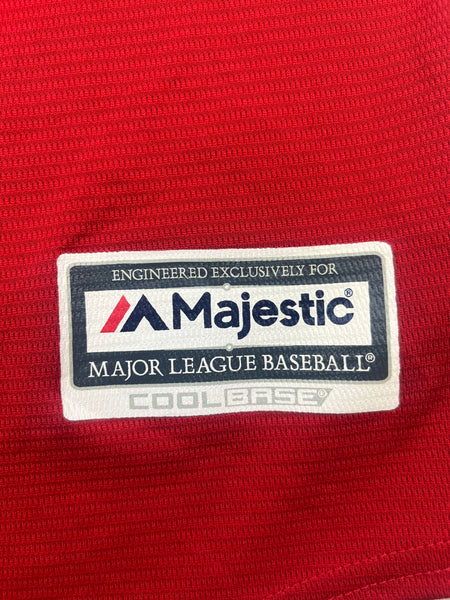 ENGINEERED EXCLUSIVELY FOR
Majestic®
MAJOR LEAGUE BASEBALL®
COOLBASE